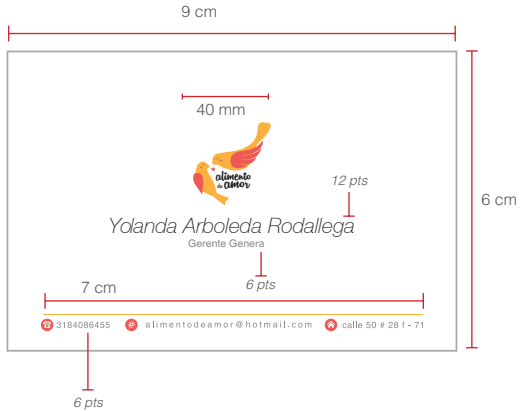 9 cm
40 mm
alimento
de amor
12 pts
6 cm
Yolanda Arboleda Rodallega
Gerente Genera
6 pts
7 cm
3184086455 @ alimentodeamor@hotmail.com calle 50 # 28 f - 71
6 pts